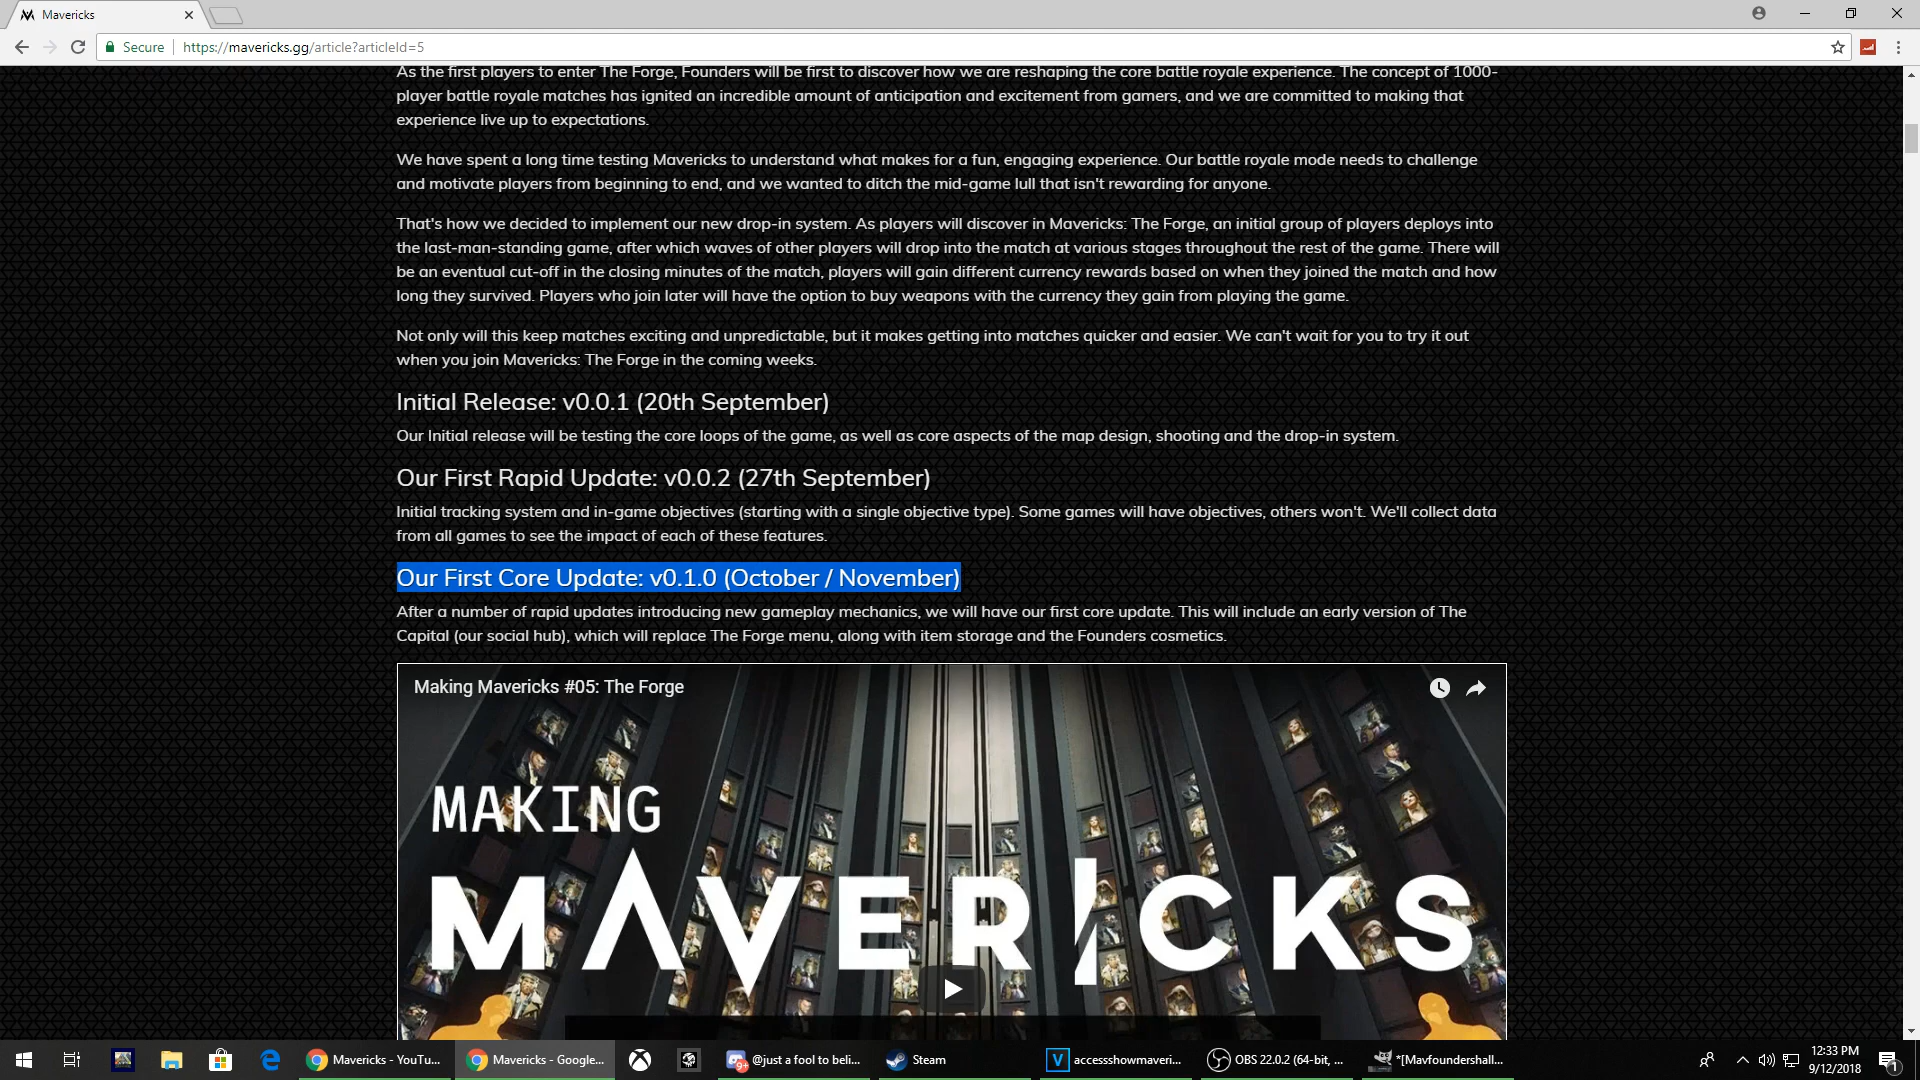 Mavericks
Secure | https://mavericks.gg/article?articleId=5
As the first players to enter The Forge, Founders will be first to discover how we are reshaping the core battle royale experience. The concept of 1000-
player battle royale matches has ignited an incredible amount of anticipation and excitement from gamers, and we are committed to making that
experience live up to expectations.
We have spent a long time testing Mavericks to understand what makes for a fun, engaging experience. Our battle royale mode needs to challenge
and motivate players from beginning to end, and we wanted to ditch the mid-game lull that isn't rewarding for anyone.
That's how we decided to implement our new drop-in system. As players will discover in Mavericks: The Forge, an initial group of players deploys into
the last-man-standing game, after which waves of other players will drop into the match at various stages throughout the rest of the game. There will
be an eventual cut-off in the closing minutes of the match, players will gain different currency rewards based on when they joined the match and how
long they survived. Players who join later will have the option to buy weapons with the currency they gain from playing the game.
Not only will this keep matches exciting and unpredictable, but it makes getting into matches quicker and easier. We can't wait for you to try it out
when you join Mavericks: The Forge in the coming weeks.
Initial Release: v0.0.1 (20th September)
Our Initial release will be testing the core loops of the game, as well as core aspects of the map design, shooting and the drop-in system.
Our First Rapid Update: v0.0.2 (27th September)
Initial tracking system and in-game objectives (starting with a single objective type). Some games will have objectives, others won't. We'll collect data
from all games to see the impact of each of these features.
Our First Core Update: v0.1.0 (October / November)
After a number of rapid updates introducing new gameplay mechanics, we will have our first core update. This will include an early version of The
Capital (our social hub), which will replace The Forge menu, along with item storage and the Founders cosmetics.
Making Mavericks #05: The Forge
MAKING
MAVERICKS
Mavericks - YouTu... Mavericks - Google... 9+ @just a fool to beli... Steam V accessshowmaveri... OBS 22.0.2 (64-bit, ... *[Mavfoundershall... 12:33 PM
9/12/2018 1